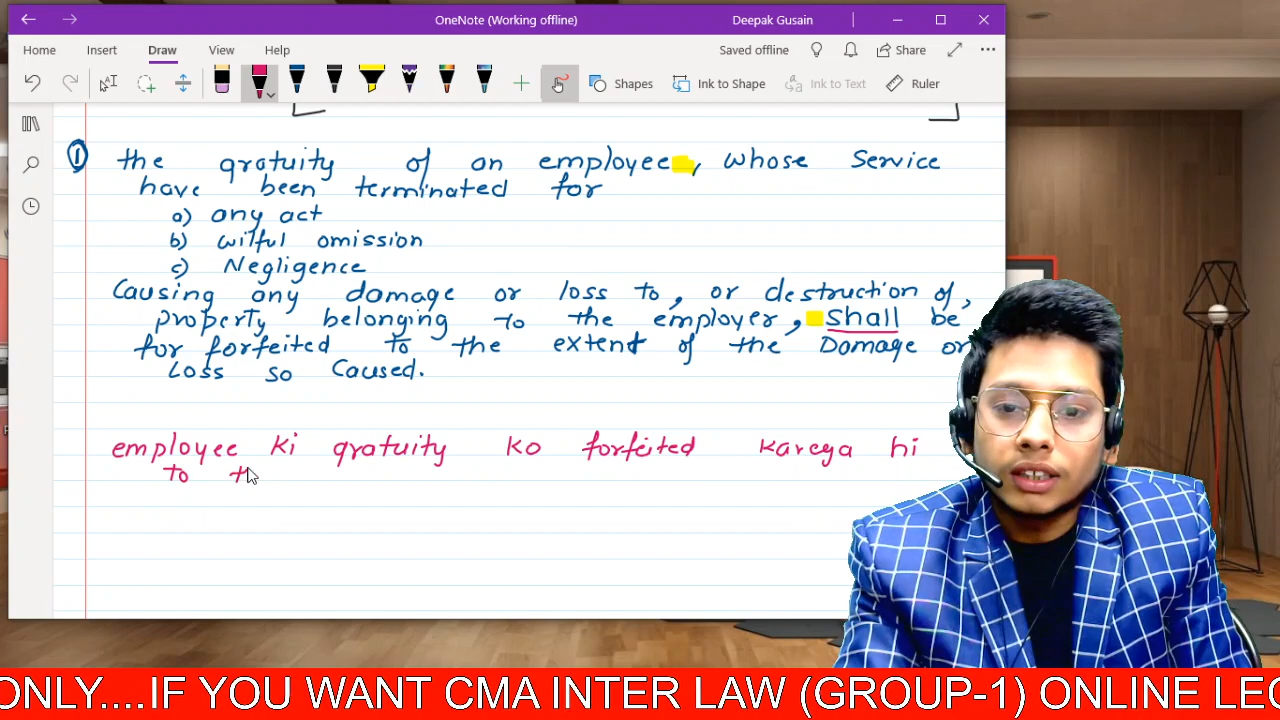 OneNote (Working offline)
Deepak Gusain
Home Insert Draw View Help
Saved offline
Share
Shapes
Ink to Shape
Ink to Text
Ruler
① the gratuity of an employee , whose Service
have been terminated for
a) any act
b) wilful omission
c) Negligence
Causing any damage or loss to, or destruction of,
property belonging to the employer, shall be
for forfeited to the extent of the Damage or
Loss so Caused.
employee ki gratuity ko forfeited karega hi
to t
ONLY....IF YOU WANT CMA INTER LAW (GROUP-1) ONLINE LEC